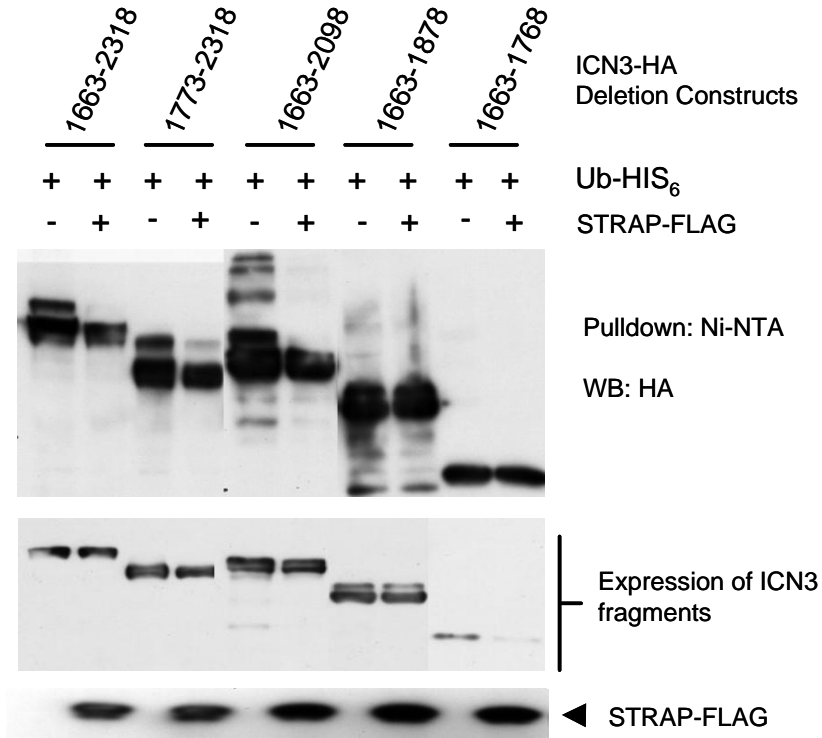 1663-2318 1773-2318 1663-2098 1663-1878 1663-1768
ICN3-HA
Deletion Constructs
+ + + + + + + + + + Ub-HIS6
- + - + - + - + - + STRAP-FLAG
Pulldown: Ni-NTA
WB: HA
Expression of ICN3
fragments
STRAP-FLAG